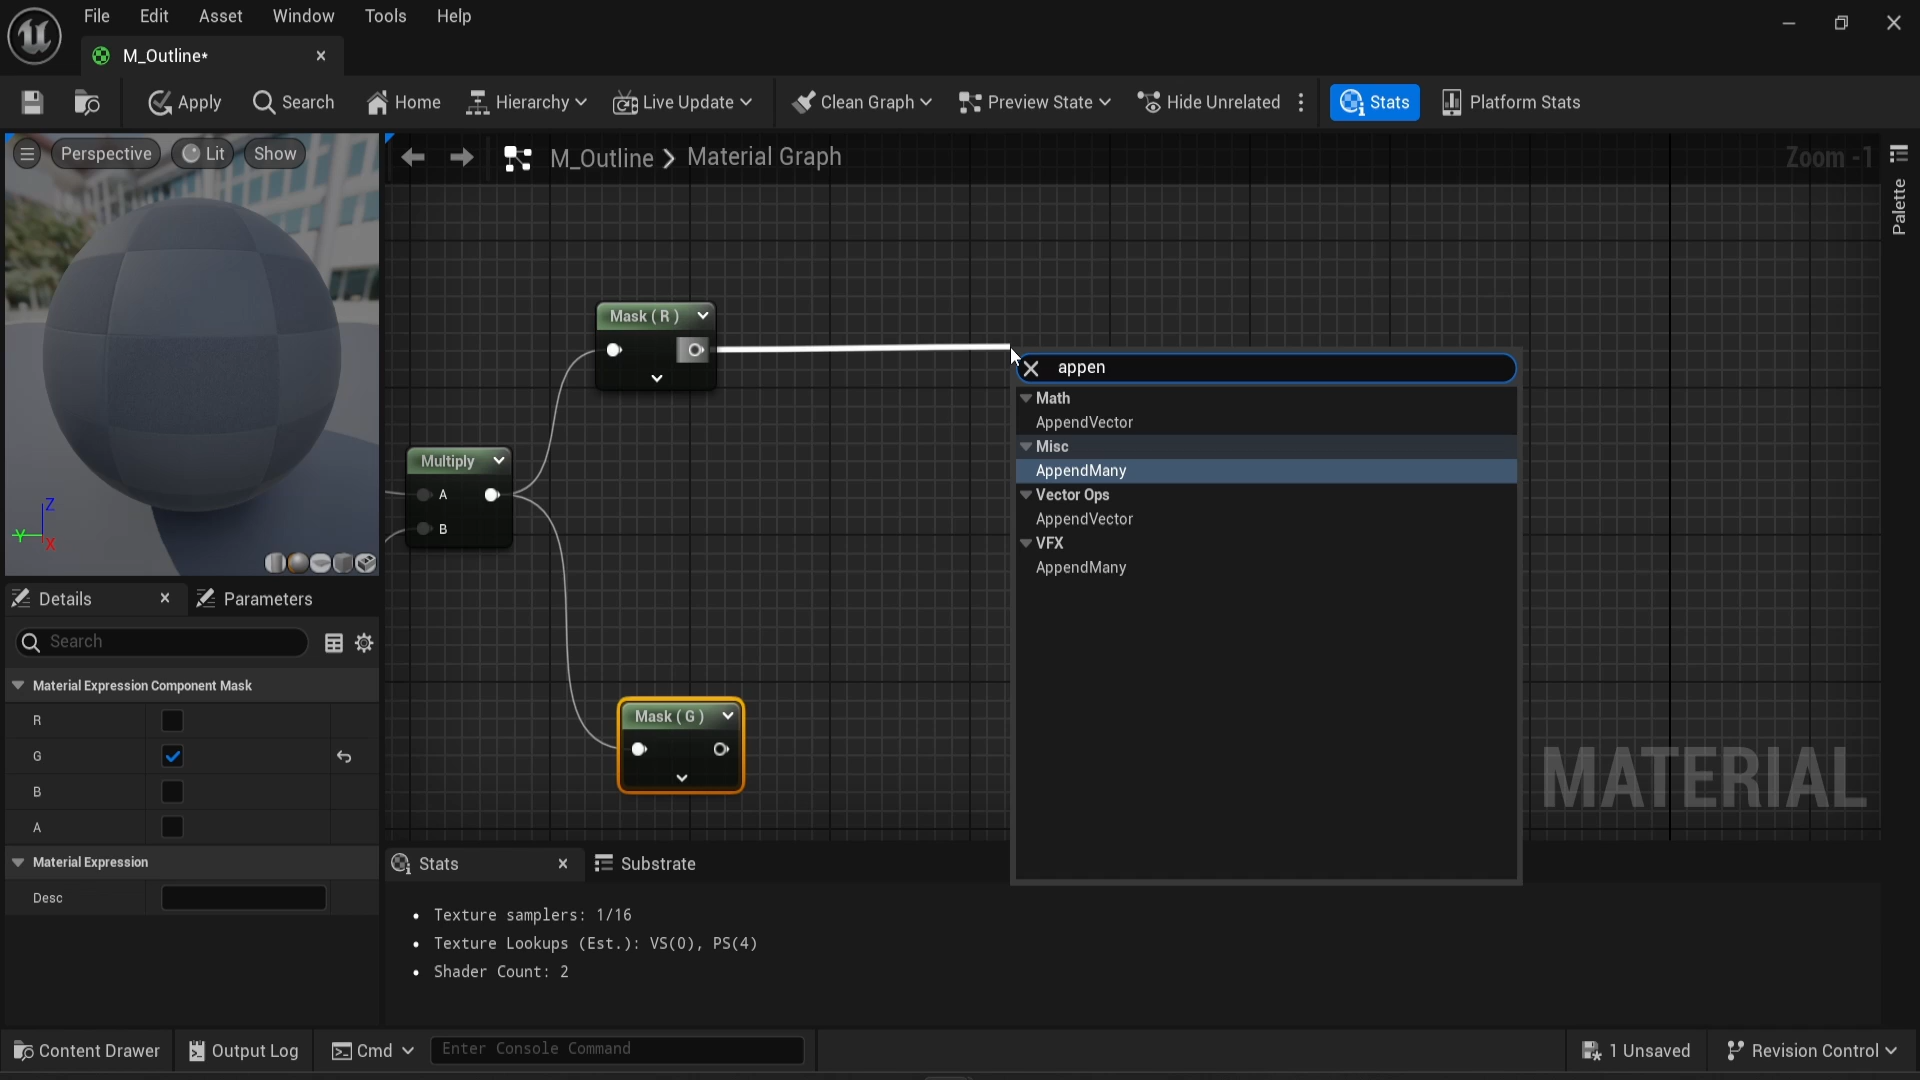 File Edit Asset Window Tools Help
M_Outline*
Apply Search Home Hierarchy Live Update Clean Graph Preview State Hide Unrelated Stats Platform Stats
Perspective Lit Show
M_Outline Material Graph
Zoom -1
Palette
Mask ( R )
appen
Math
AppendVector
Misc
AppendMany
Vector Ops
AppendVector
VFX
AppendMany
Multiply
A
B
Z
Y
X
Mask ( G )
MATERIAL
Details Parameters
Search
Material Expression Component Mask
R
G
B
A
Material Expression
Desc
Stats Substrate
• Texture samplers: 1/16
• Texture Lookups (Est.): VS(0), PS(4)
• Shader Count: 2
Content Drawer Output Log Cmd Enter Console Command 1 Unsaved Revision Control